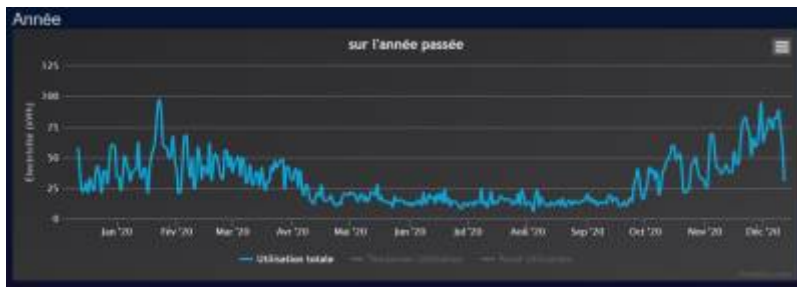 Année
sur l'année passée
125
100
75
50
25
0
Électricité (kWh)
Jan '20
Fév '20
Mar '20
Avr '20
Mai '20
Jun '20
Jul '20
Aoû '20
Sep '20
Oct '20
Nov '20
Déc '20
Utilisation totale